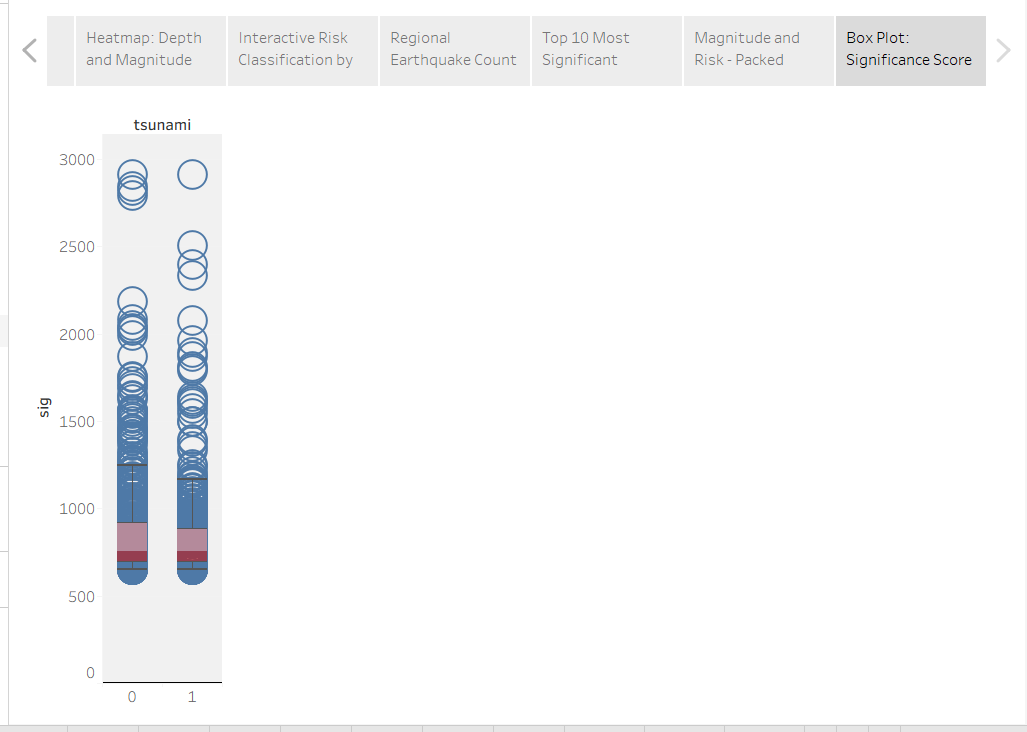 Heatmap: Depth
and Magnitude
Interactive Risk
Classification by
Regional
Earthquake Count
Top 10 Most
Significant
Magnitude and
Risk - Packed
Box Plot:
Significance Score
tsunami
3000
2500
2000
sig
1500
1000
500
0
0 1